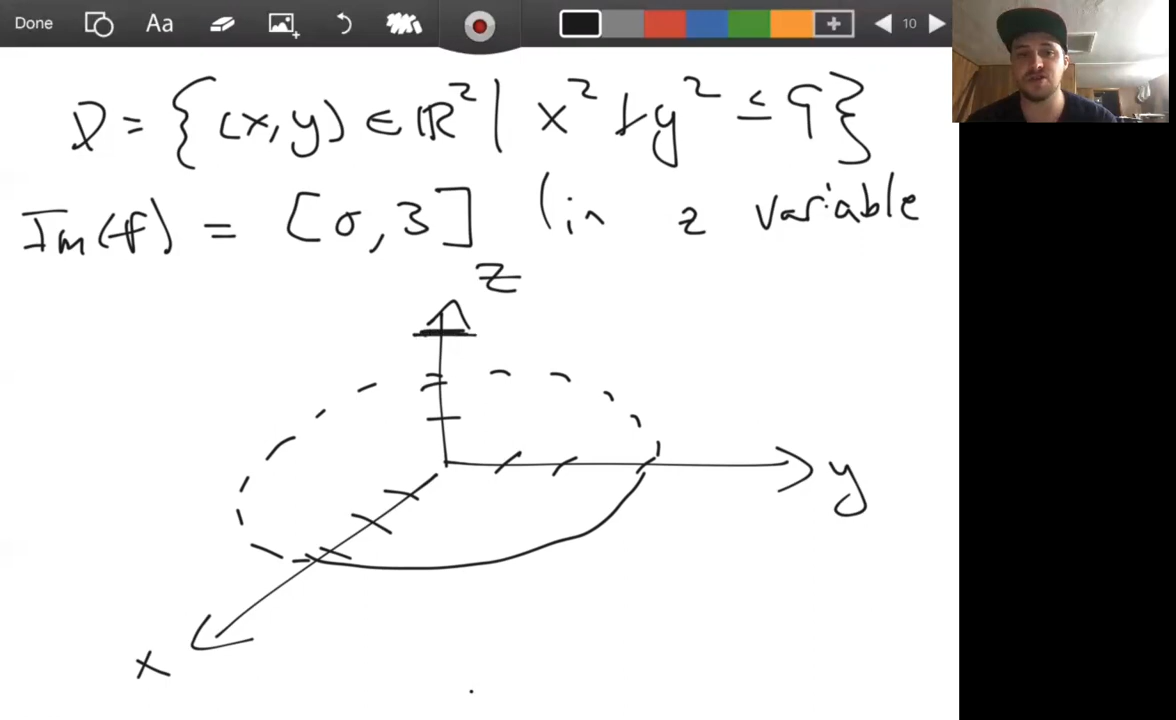 Done Aa 10
D = {(x,y) ∈ ℝ² | x² + y² ≤ 9}
Im(f) = [0,3] (in z variable
z
y
x